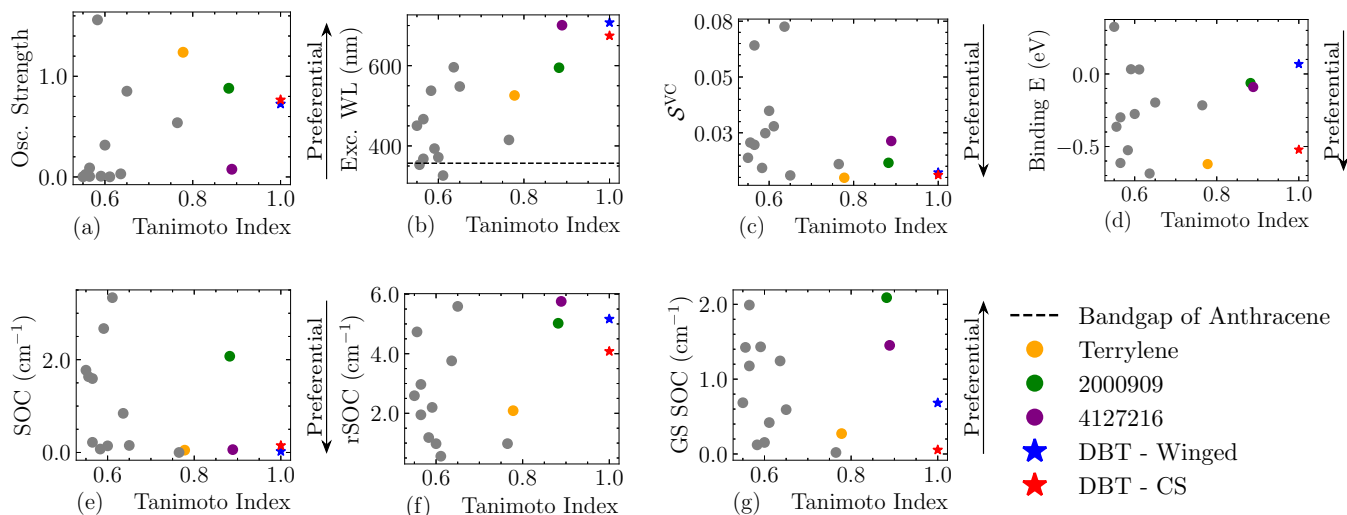 Osc. Strength
1.0
0.0
0.6
0.8
1.0
(a)
Tanimoto Index
Preferential
Exc. WL (nm)
600
400
0.6
0.8
1.0
(b)
Tanimoto Index
S^VC
0.08
0.06
0.03
0.00
0.6
0.8
1.0
(c)
Tanimoto Index
Preferential
Binding E (eV)
0.0
−0.5
0.6
0.8
1.0
(d)
Tanimoto Index
Preferential
SOC (cm⁻¹)
2.0
0.0
0.6
0.8
1.0
(e)
Tanimoto Index
Preferential
rSOC (cm⁻¹)
6.0
4.0
2.0
0.6
0.8
1.0
(f)
Tanimoto Index
GS SOC (cm⁻¹)
2.0
1.0
0.0
0.6
0.8
1.0
(g)
Tanimoto Index
Preferential
Bandgap of Anthracene
Terrylene
2000909
4127216
DBT - Winged
DBT - CS